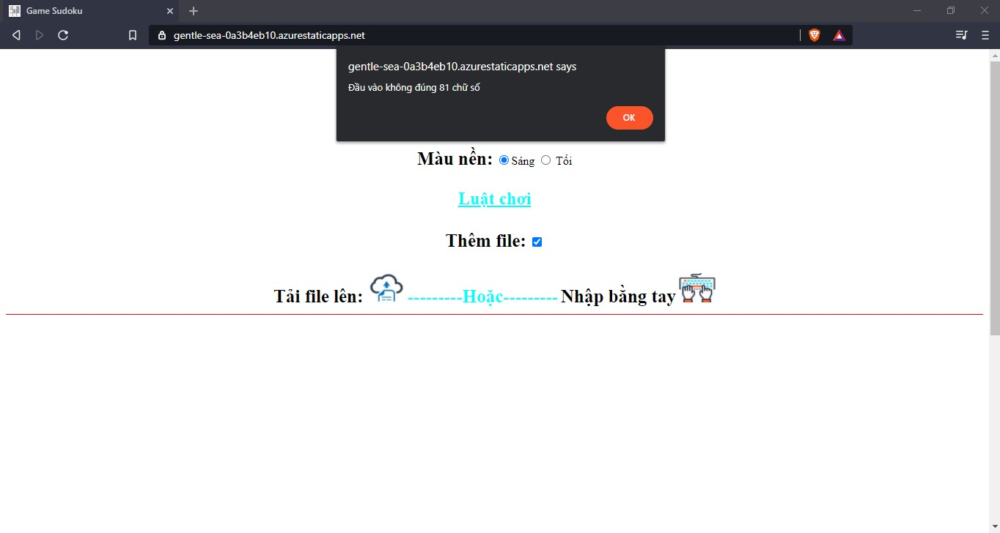 Game Sudoku
gentle-sea-0a3b4eb10.azurestaticapps.net
gentle-sea-0a3b4eb10.azurestaticapps.net says
Đầu vào không đúng 81 chữ số
OK
Màu nền: Sáng Tối
Luật chơi
Thêm file:
Tải file lên: ---------Hoặc--------- Nhập bằng tay